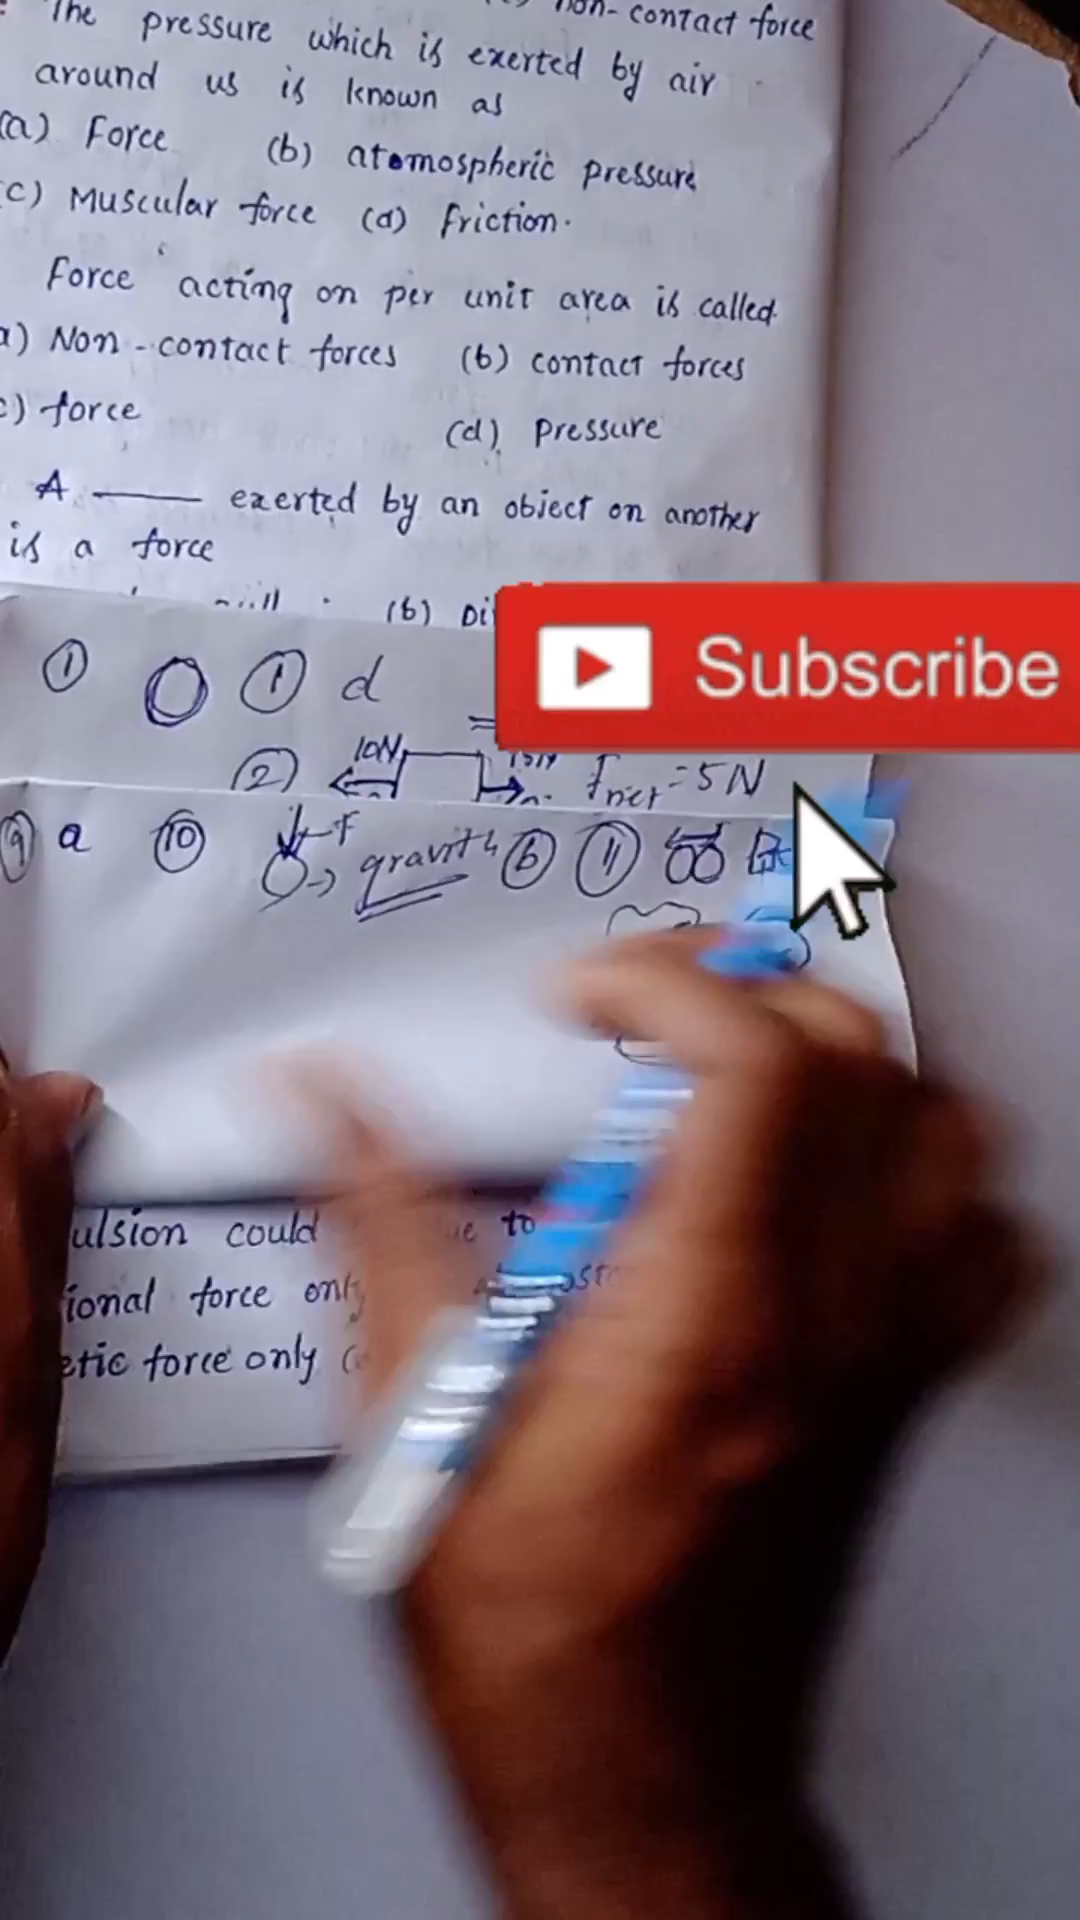 non-contact force
The pressure which is exerted by air
around us is known as
(a) Force (b) atomospheric pressure
(c) Muscular force (d) friction.
Force acting on per unit area is called
a) Non-contact forces (b) contact forces
c) force (d) Pressure
A ——— exerted by an object on another
is a force
(b) Di
Subscribe
① ① d
② 10N 15N Fnet = 5N
⑨ a ⑩ F gravity ⑥ ⑪
ulsion could to
ional force only
etic force only